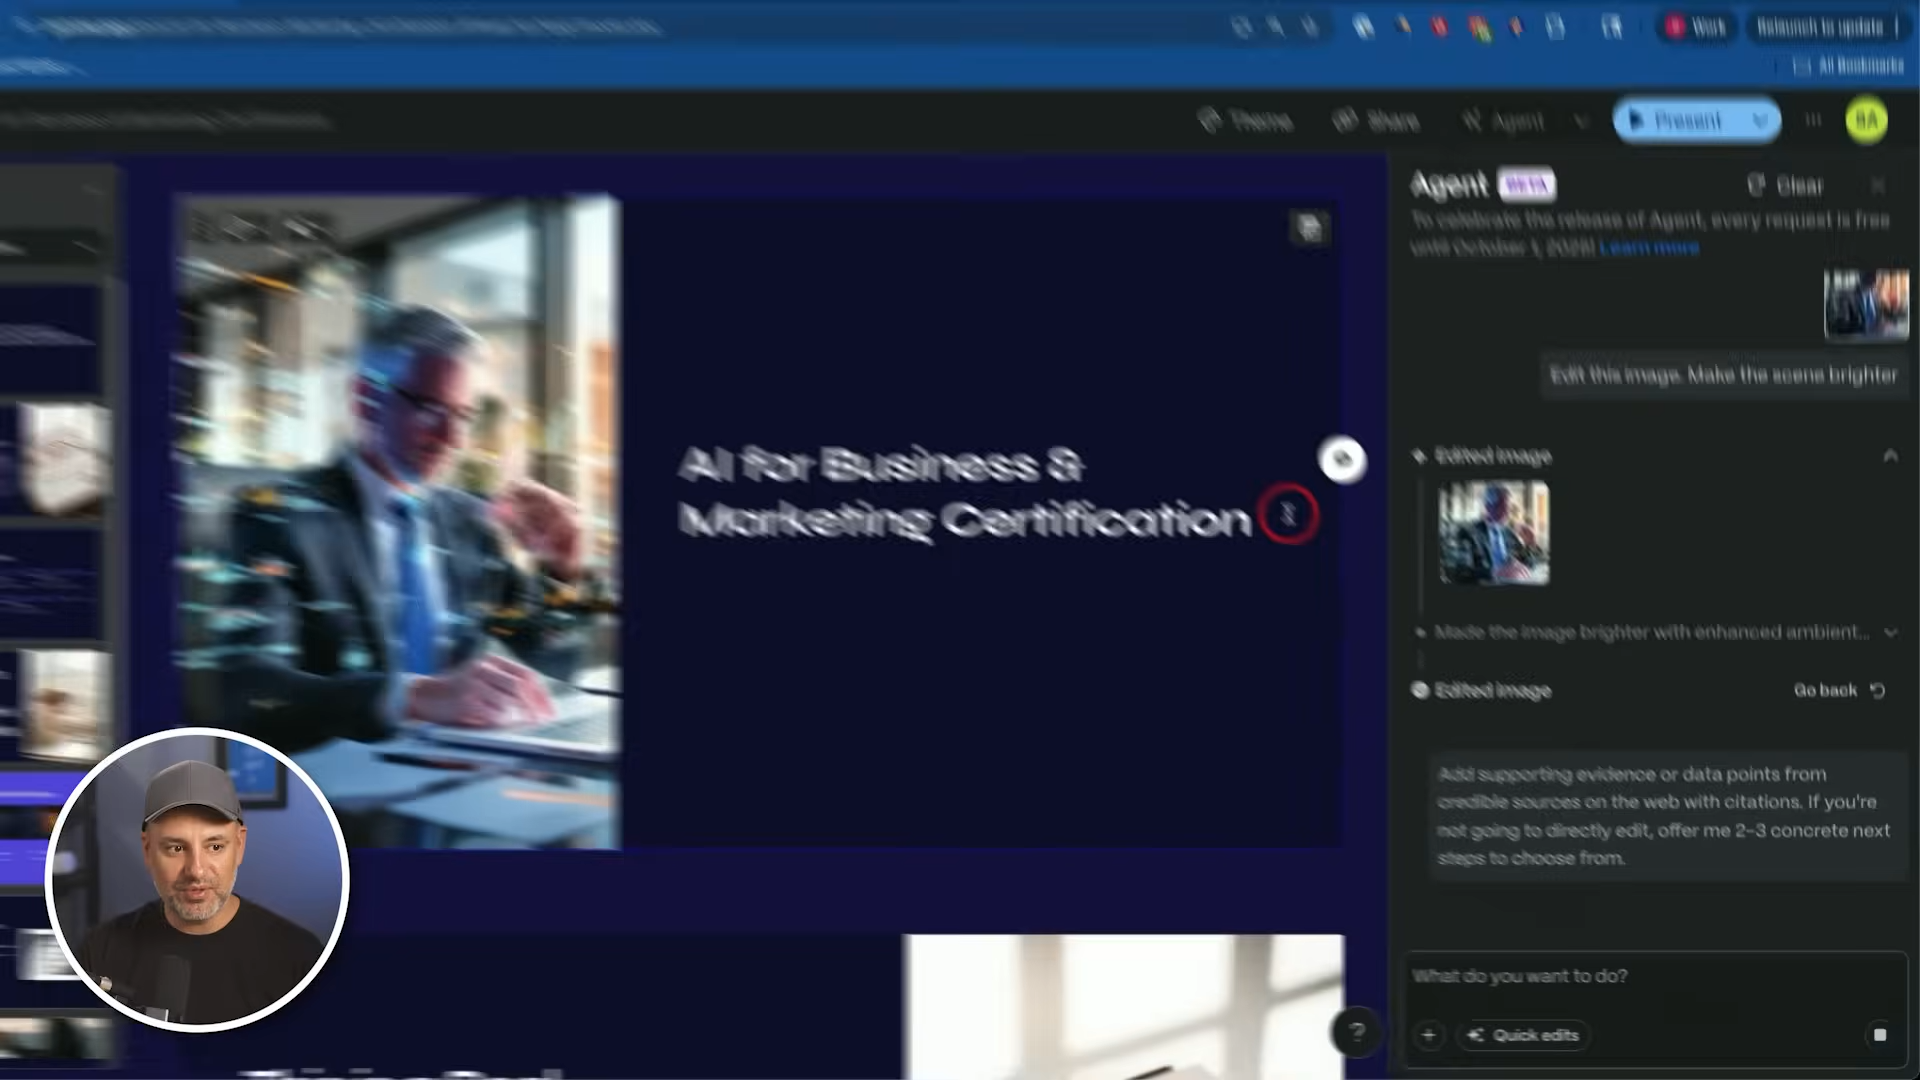 Work
Relaunch to update
All Bookmarks
Theme
Share
Agent
Present
BA
Agent BETA
Clear
To celebrate the release of Agent, every request is free
until October 1, 2025! Learn more
Edit this image. Make the scene brighter
AI for Business &
Marketing Certification
Edited image
Made the image brighter with enhanced ambient...
Edited image
Go back
Add supporting evidence or data points from
credible sources on the web with citations. If you're
not going to directly edit, offer me 2-3 concrete next
steps to choose from.
What do you want to do?
?
+
Quick edits